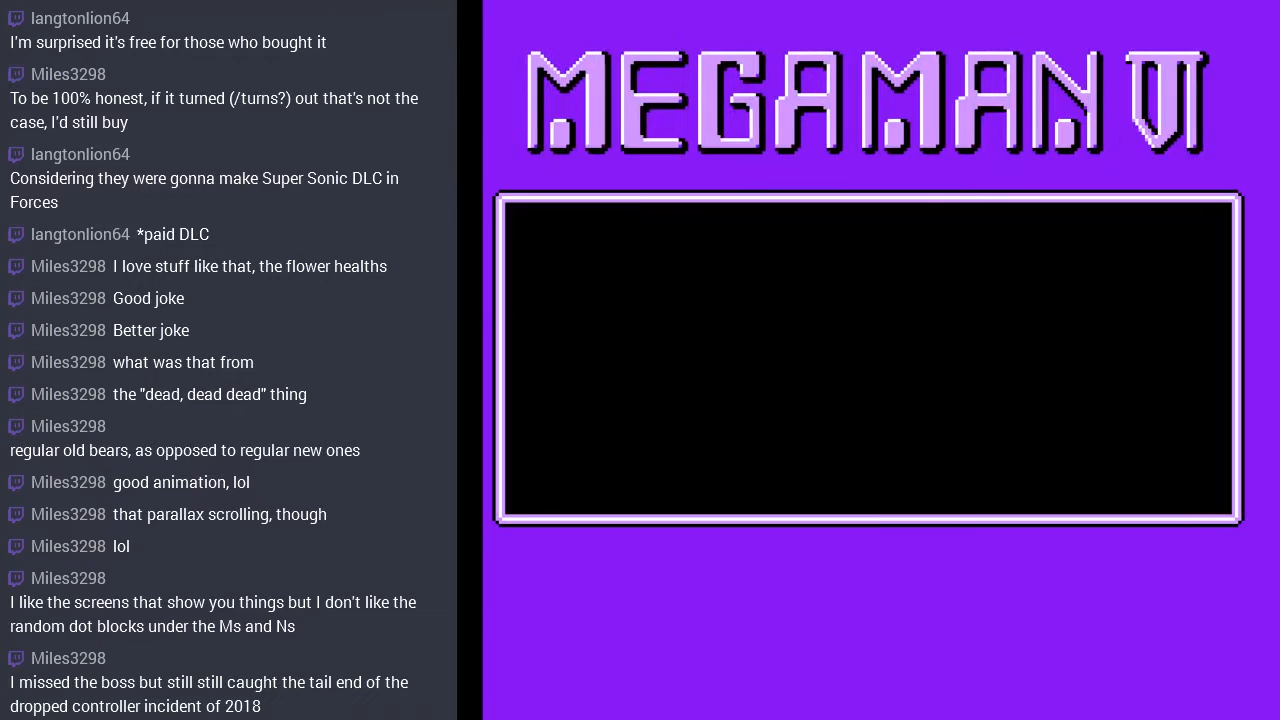 langtonlion64
I'm surprised it's free for those who bought it
Miles3298
To be 100% honest, if it turned (/turns?) out that's not the
case, I'd still buy
langtonlion64
Considering they were gonna make Super Sonic DLC in
Forces
langtonlion64 *paid DLC
Miles3298 I love stuff like that, the flower healths
Miles3298 Good joke
Miles3298 Better joke
Miles3298 what was that from
Miles3298 the "dead, dead dead" thing
Miles3298
regular old bears, as opposed to regular new ones
Miles3298 good animation, lol
Miles3298 that parallax scrolling, though
Miles3298 lol
Miles3298
I like the screens that show you things but I don't like the
random dot blocks under the Ms and Ns
Miles3298
I missed the boss but still still caught the tail end of the
dropped controller incident of 2018
MEGAMAN VI